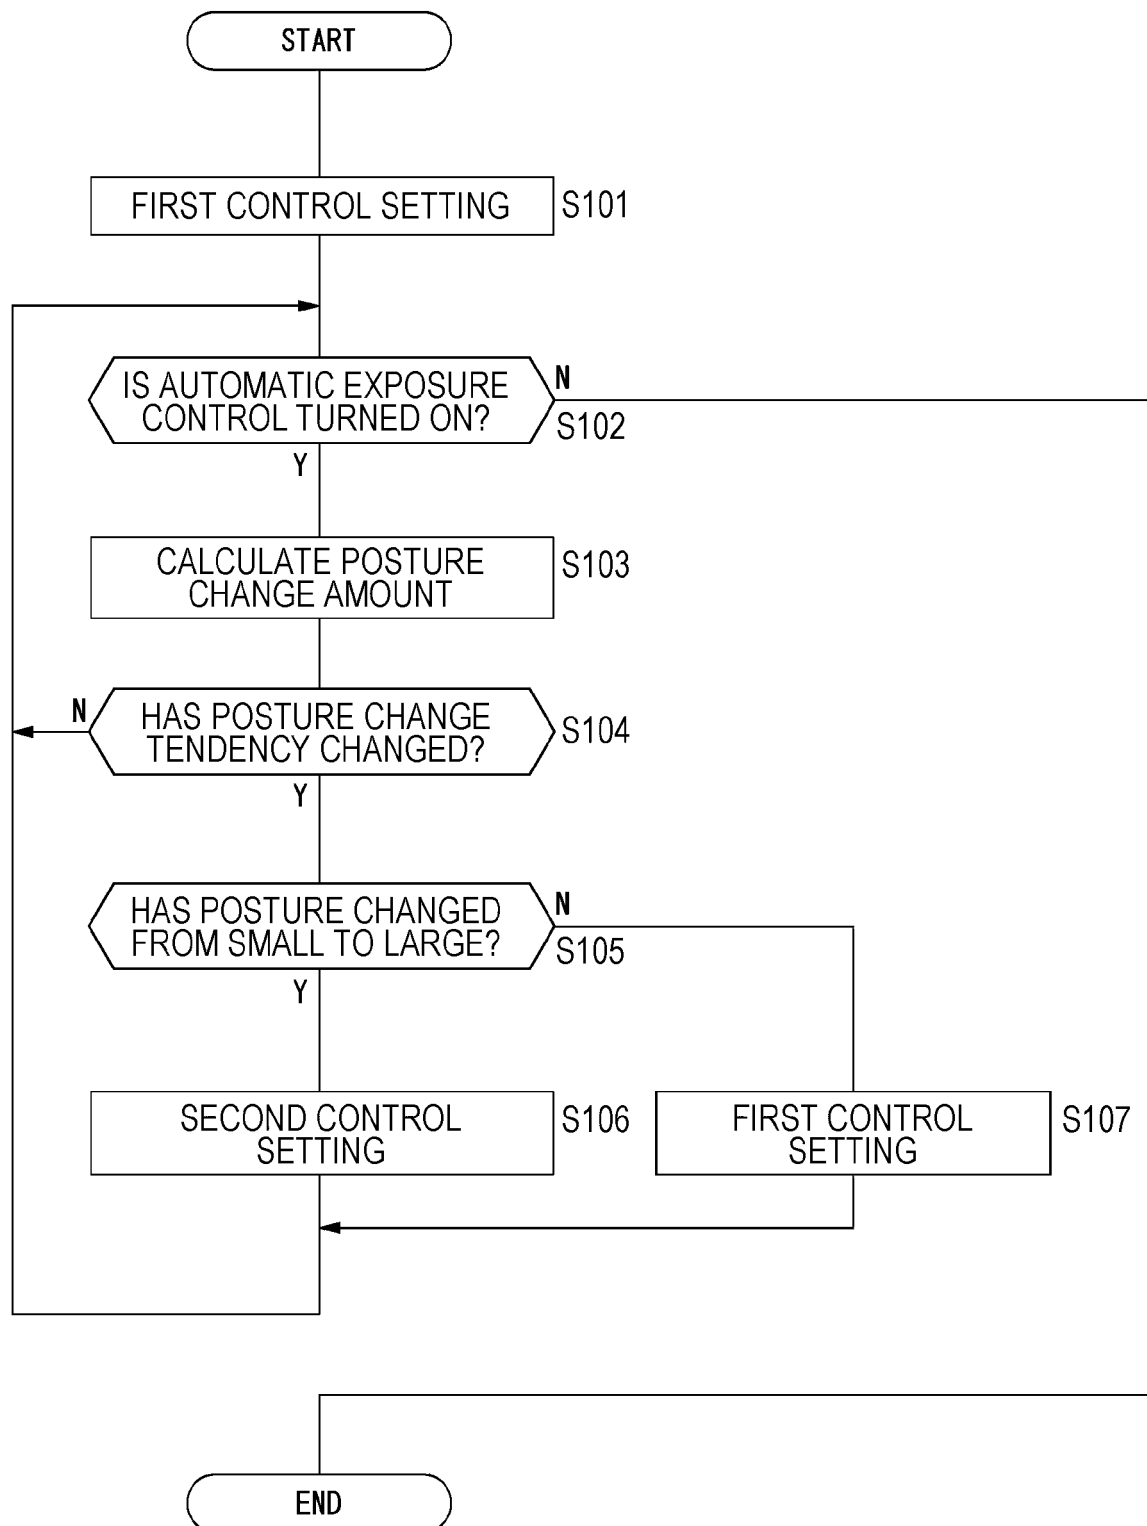 START
FIRST CONTROL SETTING
S101
IS AUTOMATIC EXPOSURE
CONTROL TURNED ON?
N
S102
Y
CALCULATE POSTURE
CHANGE AMOUNT
S103
N
HAS POSTURE CHANGE
TENDENCY CHANGED?
S104
Y
HAS POSTURE CHANGED
FROM SMALL TO LARGE?
N
S105
Y
SECOND CONTROL
SETTING
S106
FIRST CONTROL
SETTING
S107
END